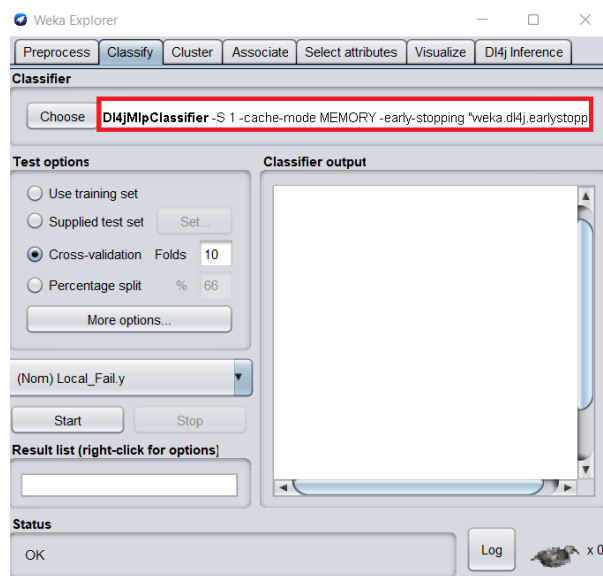 Weka Explorer
Preprocess Classify Cluster Associate Select attributes Visualize Dl4j Inference
Classifier
Choose Dl4jMlpClassifier -S 1 -cache-mode MEMORY -early-stopping "weka.dl4j.earlystopp
Test options
Use training set
Supplied test set Set...
Cross-validation Folds 10
Percentage split % 66
More options...
(Nom) Local_Fail.y
Start Stop
Result list (right-click for options)
Classifier output
Status
OK
Log x 0